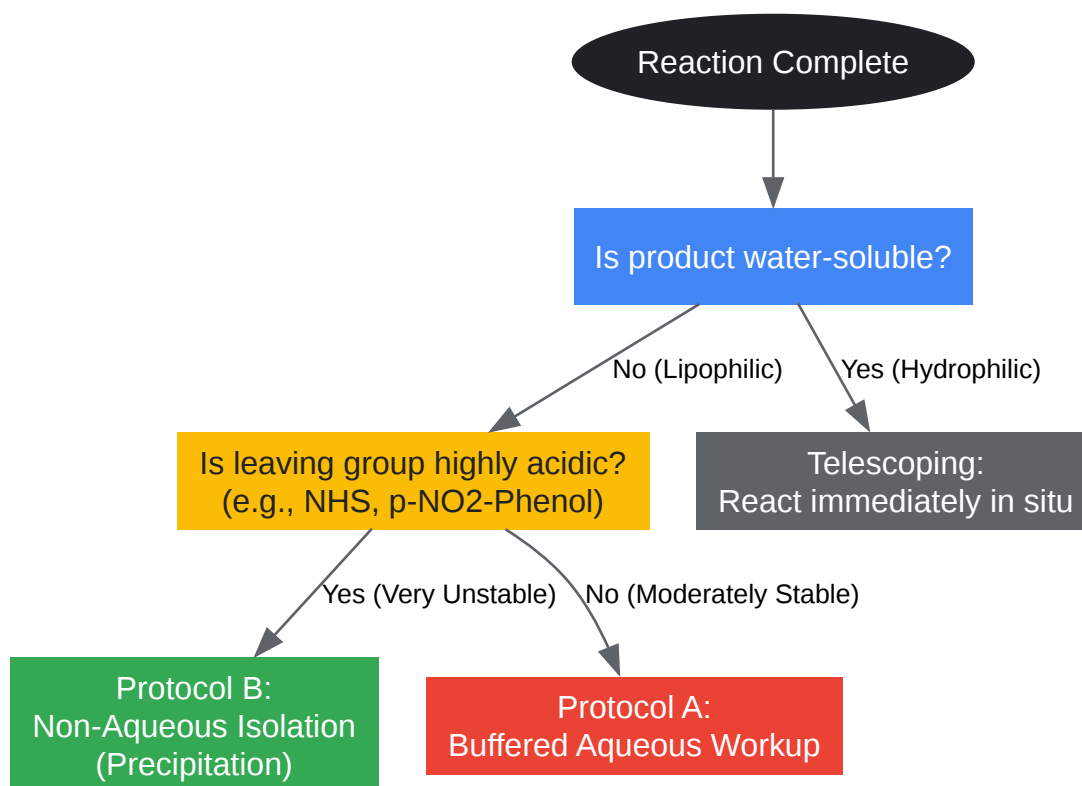 Reaction Complete
Is product water-soluble?
No (Lipophilic)
Yes (Hydrophilic)
Is leaving group highly acidic?
(e.g., NHS, p-NO2-Phenol)
Telescoping:
React immediately in situ
Yes (Very Unstable)
No (Moderately Stable)
Protocol B:
Non-Aqueous Isolation
(Precipitation)
Protocol A:
Buffered Aqueous Workup